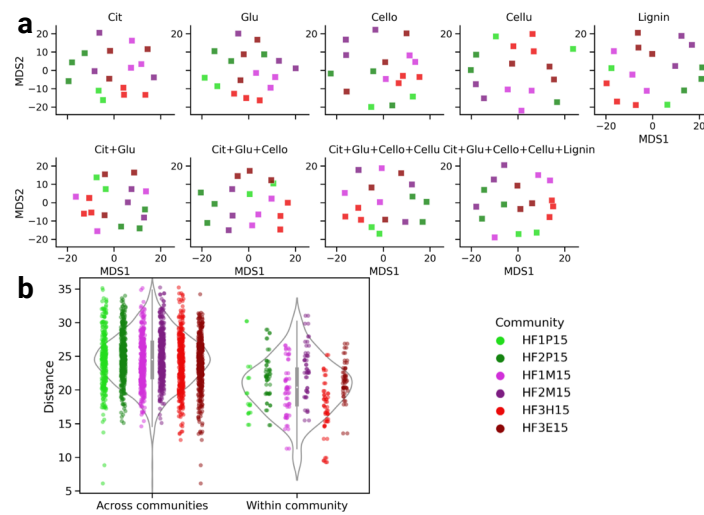 a
Cit
Glu
Cello
Cellu
Lignin
MDS2
20
10
0
−10
−20
20
20
20
20
−20
0
20
MDS1
Cit+Glu
Cit+Glu+Cello
Cit+Glu+Cello+Cellu
Cit+Glu+Cello+Cellu+Lignin
MDS2
20
10
0
−10
−20
20
20
20
−20
0
20
−20
0
20
−20
0
20
−20
0
20
MDS1
MDS1
MDS1
MDS1
b
Distance
35
30
25
20
15
10
5
Across communities
Within community
Community
HF1P15
HF2P15
HF1M15
HF2M15
HF3H15
HF3E15